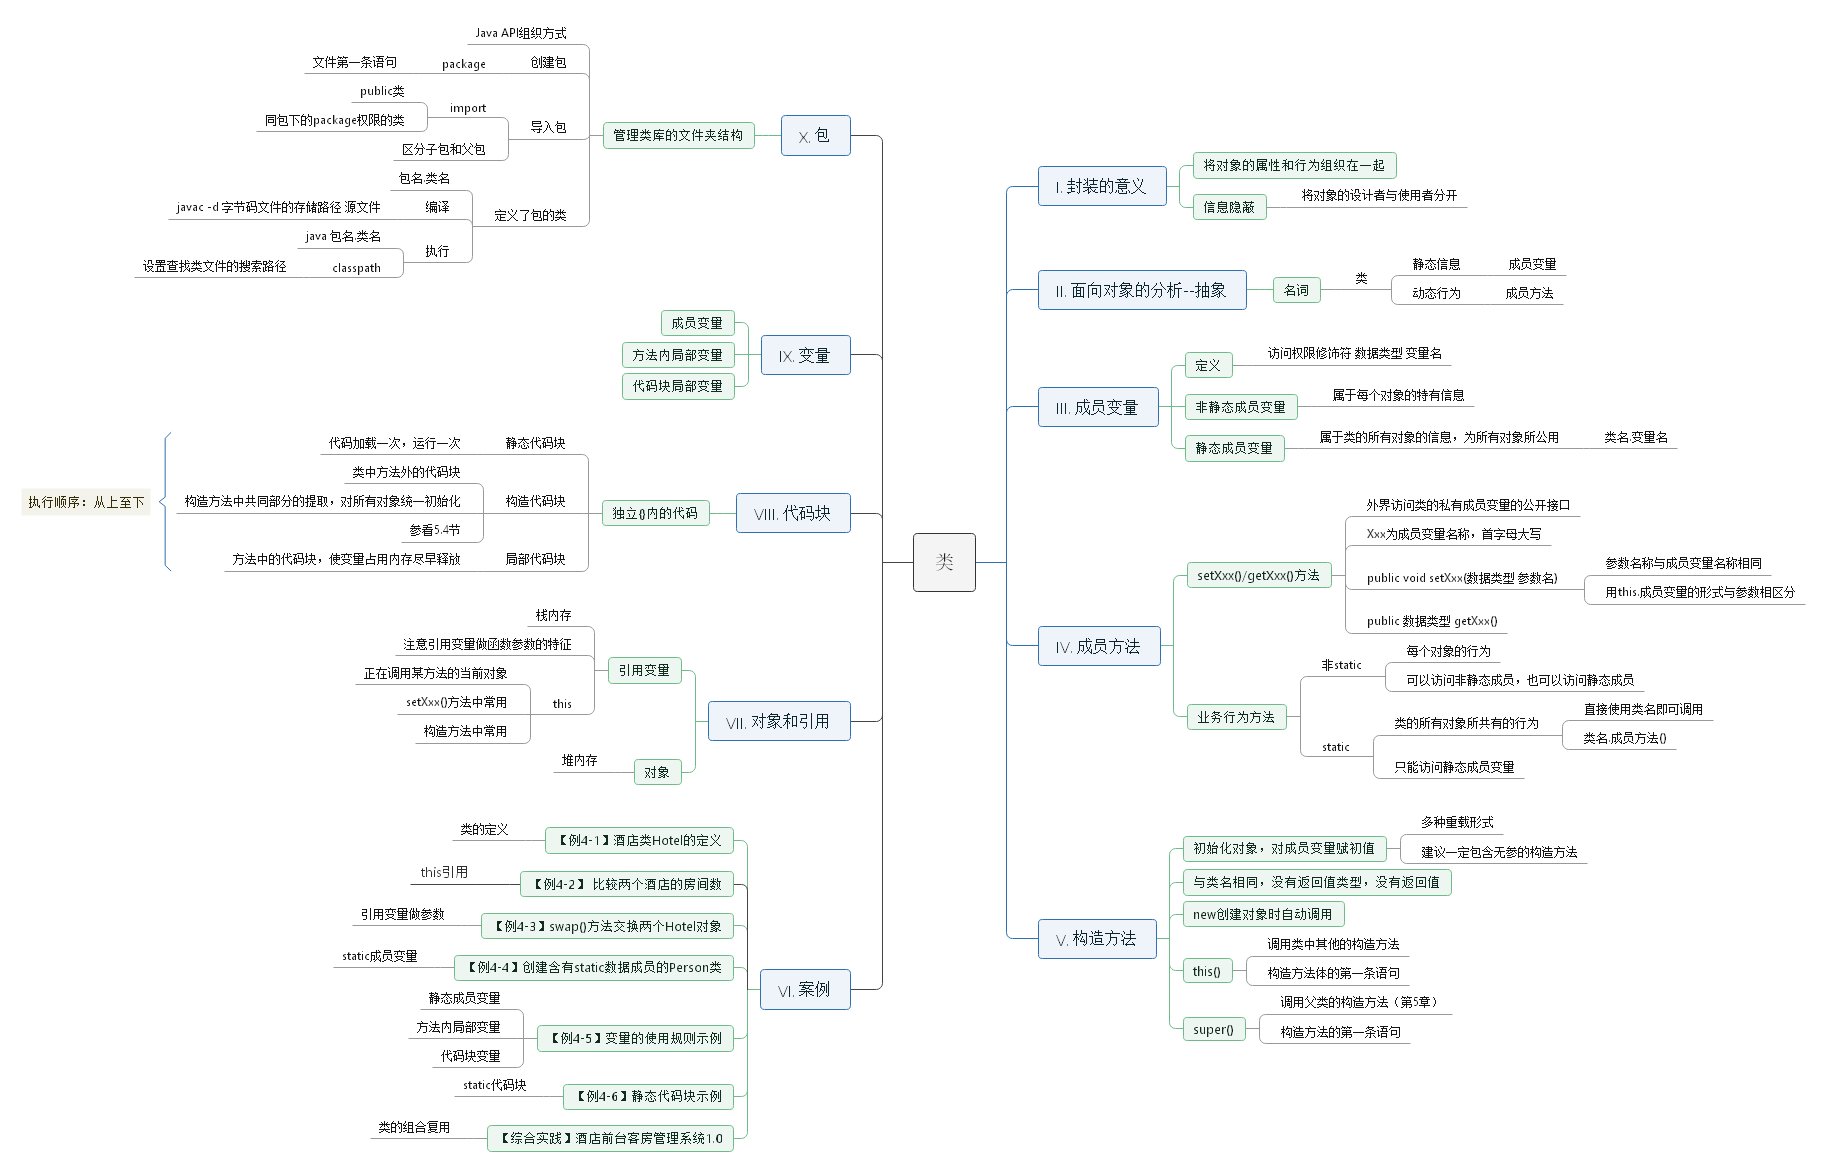 类
I. 封装的意义
将对象的属性和行为组织在一起
信息隐蔽
将对象的设计者与使用者分开
II. 面向对象的分析--抽象
名词
类
静态信息
成员变量
动态行为
成员方法
III. 成员变量
定义
访问权限修饰符 数据类型 变量名
非静态成员变量
属于每个对象的特有信息
静态成员变量
属于类的所有对象的信息，为所有对象所公用
类名.变量名
IV. 成员方法
setXxx()/getXxx()方法
外界访问类的私有成员变量的公开接口
Xxx为成员变量名称，首字母大写
public void setXxx(数据类型 参数名)
参数名称与成员变量名称相同
用this.成员变量的形式与参数相区分
public 数据类型 getXxx()
业务行为方法
非static
每个对象的行为
可以访问非静态成员，也可以访问静态成员
static
类的所有对象所共有的行为
直接使用类名即可调用
类名.成员方法()
只能访问静态成员变量
V. 构造方法
初始化对象，对成员变量赋初值
多种重载形式
建议一定包含无参的构造方法
与类名相同，没有返回值类型，没有返回值
new创建对象时自动调用
this()
调用类中其他的构造方法
构造方法体的第一条语句
super()
调用父类的构造方法（第5章）
构造方法的第一条语句
X. 包
管理类库的文件夹结构
Java API组织方式
创建包
package
文件第一条语句
导入包
import
public类
同包下的package权限的类
区分子包和父包
定义了包的类
包名.类名
编译
javac -d 字节码文件的存储路径 源文件
执行
java 包名.类名
classpath
设置查找类文件的搜索路径
IX. 变量
成员变量
方法内局部变量
代码块局部变量
VIII. 代码块
独立{}内的代码
静态代码块
代码加载一次，运行一次
构造代码块
类中方法外的代码块
构造方法中共同部分的提取，对所有对象统一初始化
参看5.4节
局部代码块
方法中的代码块，使变量占用内存尽早释放
执行顺序：从上至下
VII. 对象和引用
引用变量
栈内存
注意引用变量做函数参数的特征
this
正在调用某方法的当前对象
setXxx()方法中常用
构造方法中常用
对象
堆内存
VI. 案例
【例4-1】酒店类Hotel的定义
类的定义
【例4-2】 比较两个酒店的房间数
this引用
【例4-3】swap()方法交换两个Hotel对象
引用变量做参数
【例4-4】创建含有static数据成员的Person类
static成员变量
【例4-5】变量的使用规则示例
静态成员变量
方法内局部变量
代码块变量
【例4-6】静态代码块示例
static代码块
【综合实践】酒店前台客房管理系统1.0
类的组合复用